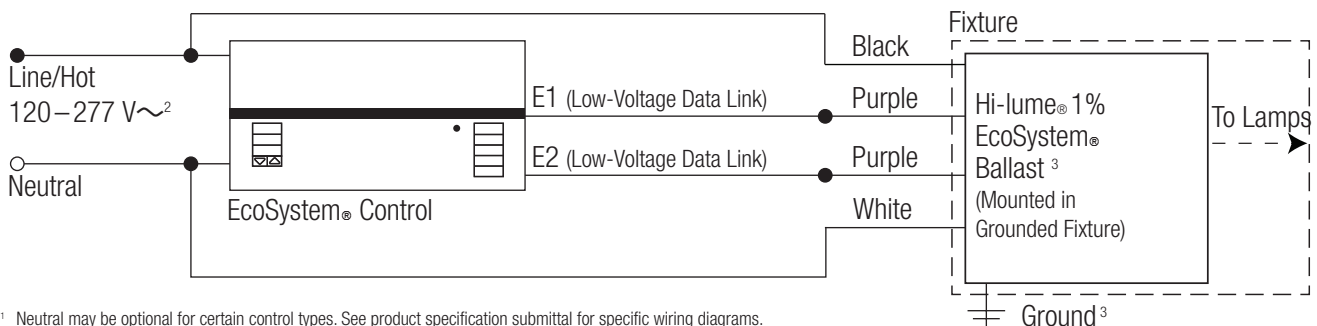 Fixture
Black
Line/Hot
120–277 V~2
E1 (Low-Voltage Data Link)
Purple
Hi-lume® 1%
EcoSystem®
Ballast 3
(Mounted in
Grounded Fixture)
To Lamps
E2 (Low-Voltage Data Link)
Purple
Neutral
EcoSystem® Control
White
Ground 3
1 Neutral may be optional for certain control types. See product specification submittal for specific wiring diagrams.